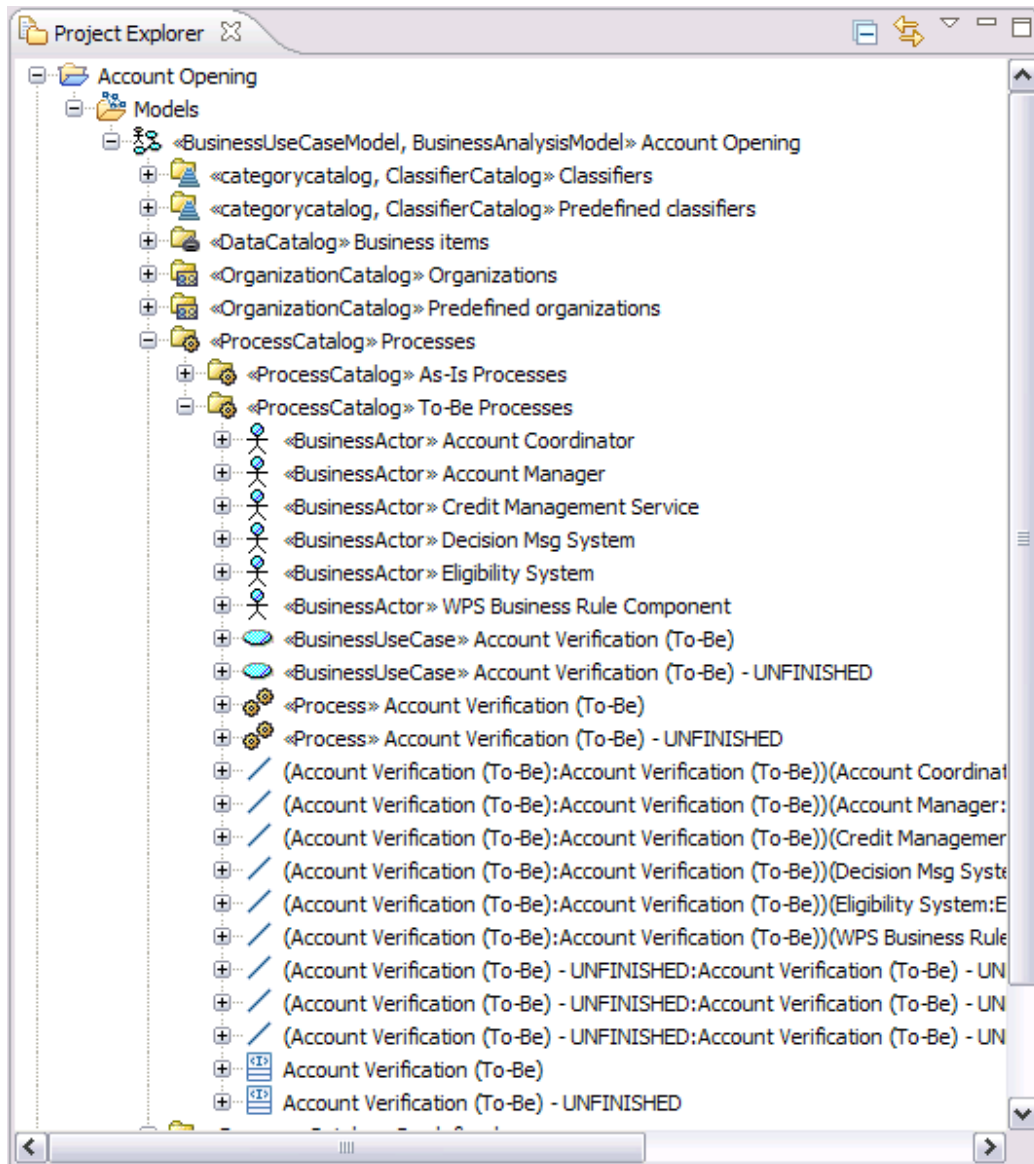 Project Explorer
Account Opening
Models
«BusinessUseCaseModel, BusinessAnalysisModel» Account Opening
«categorycatalog, ClassifierCatalog» Classifiers
«categorycatalog, ClassifierCatalog» Predefined classifiers
«DataCatalog» Business items
«OrganizationCatalog» Organizations
«OrganizationCatalog» Predefined organizations
«ProcessCatalog» Processes
«ProcessCatalog» As-Is Processes
«ProcessCatalog» To-Be Processes
«BusinessActor» Account Coordinator
«BusinessActor» Account Manager
«BusinessActor» Credit Management Service
«BusinessActor» Decision Msg System
«BusinessActor» Eligibility System
«BusinessActor» WPS Business Rule Component
«BusinessUseCase» Account Verification (To-Be)
«BusinessUseCase» Account Verification (To-Be) - UNFINISHED
«Process» Account Verification (To-Be)
«Process» Account Verification (To-Be) - UNFINISHED
(Account Verification (To-Be):Account Verification (To-Be))(Account Coordinat
(Account Verification (To-Be):Account Verification (To-Be))(Account Manager:
(Account Verification (To-Be):Account Verification (To-Be))(Credit Managemer
(Account Verification (To-Be):Account Verification (To-Be))(Decision Msg Syste
(Account Verification (To-Be):Account Verification (To-Be))(Eligibility System:E
(Account Verification (To-Be):Account Verification (To-Be))(WPS Business Rule
(Account Verification (To-Be) - UNFINISHED:Account Verification (To-Be) - UN
(Account Verification (To-Be) - UNFINISHED:Account Verification (To-Be) - UN
(Account Verification (To-Be) - UNFINISHED:Account Verification (To-Be) - UN
Account Verification (To-Be)
Account Verification (To-Be) - UNFINISHED